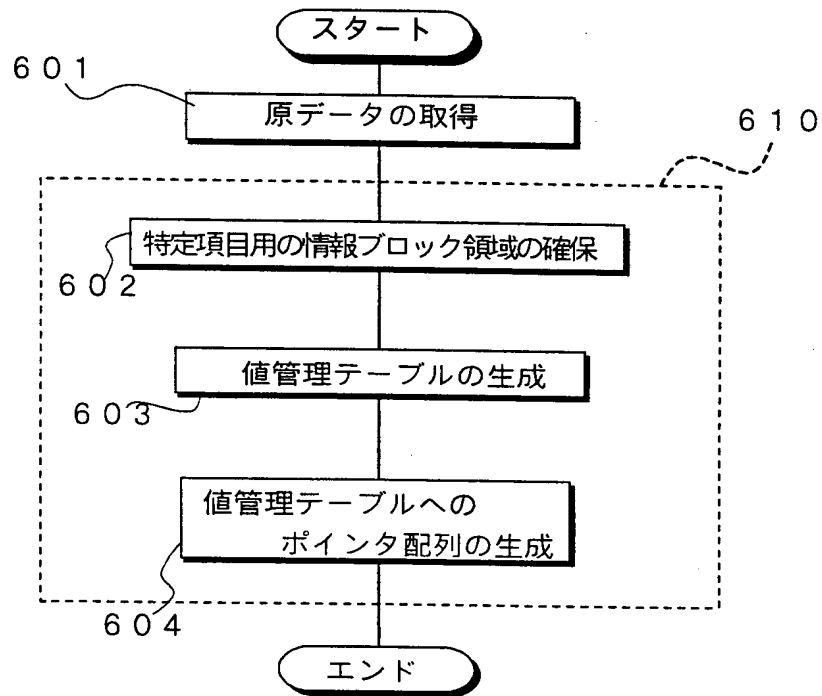 スタート
６０１
原データの取得
６１０
特定項目用の情報ブロック領域の確保
６０２
値管理テーブルの生成
６０３
値管理テーブルへの
ポインタ配列の生成
６０４
エンド